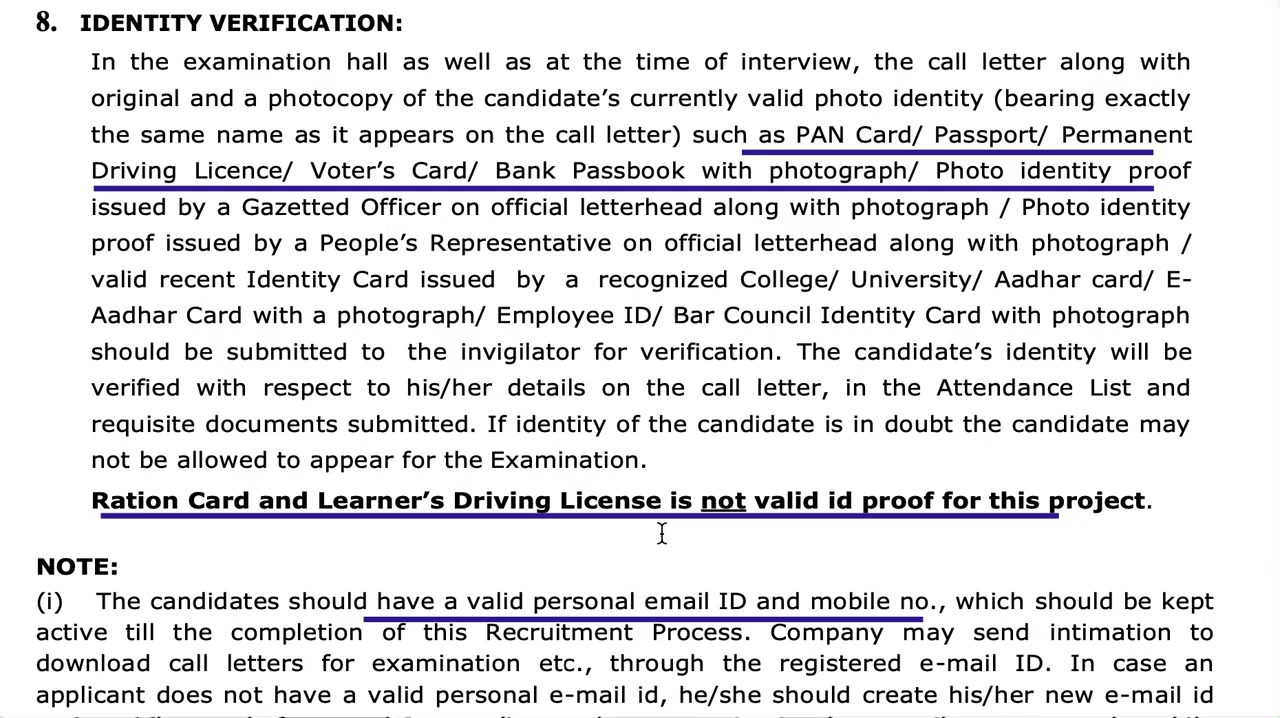 8. IDENTITY VERIFICATION:
In the examination hall as well as at the time of interview, the call letter along with
original and a photocopy of the candidate’s currently valid photo identity (bearing exactly
the same name as it appears on the call letter) such as PAN Card/ Passport/ Permanent
Driving Licence/ Voter’s Card/ Bank Passbook with photograph/ Photo identity proof
issued by a Gazetted Officer on official letterhead along with photograph / Photo identity
proof issued by a People’s Representative on official letterhead along with photograph /
valid recent Identity Card issued by a recognized College/ University/ Aadhar card/ E-
Aadhar Card with a photograph/ Employee ID/ Bar Council Identity Card with photograph
should be submitted to the invigilator for verification. The candidate’s identity will be
verified with respect to his/her details on the call letter, in the Attendance List and
requisite documents submitted. If identity of the candidate is in doubt the candidate may
not be allowed to appear for the Examination.
Ration Card and Learner’s Driving License is not valid id proof for this project.
NOTE:
(i) The candidates should have a valid personal email ID and mobile no., which should be kept
active till the completion of this Recruitment Process. Company may send intimation to
download call letters for examination etc., through the registered e-mail ID. In case an
applicant does not have a valid personal e-mail id, he/she should create his/her new e-mail id